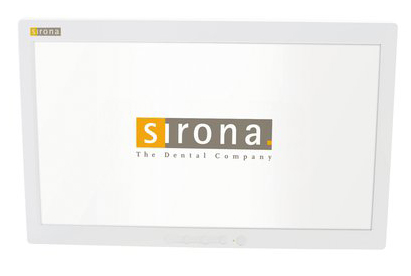 sirona
sirona.
The Dental Company